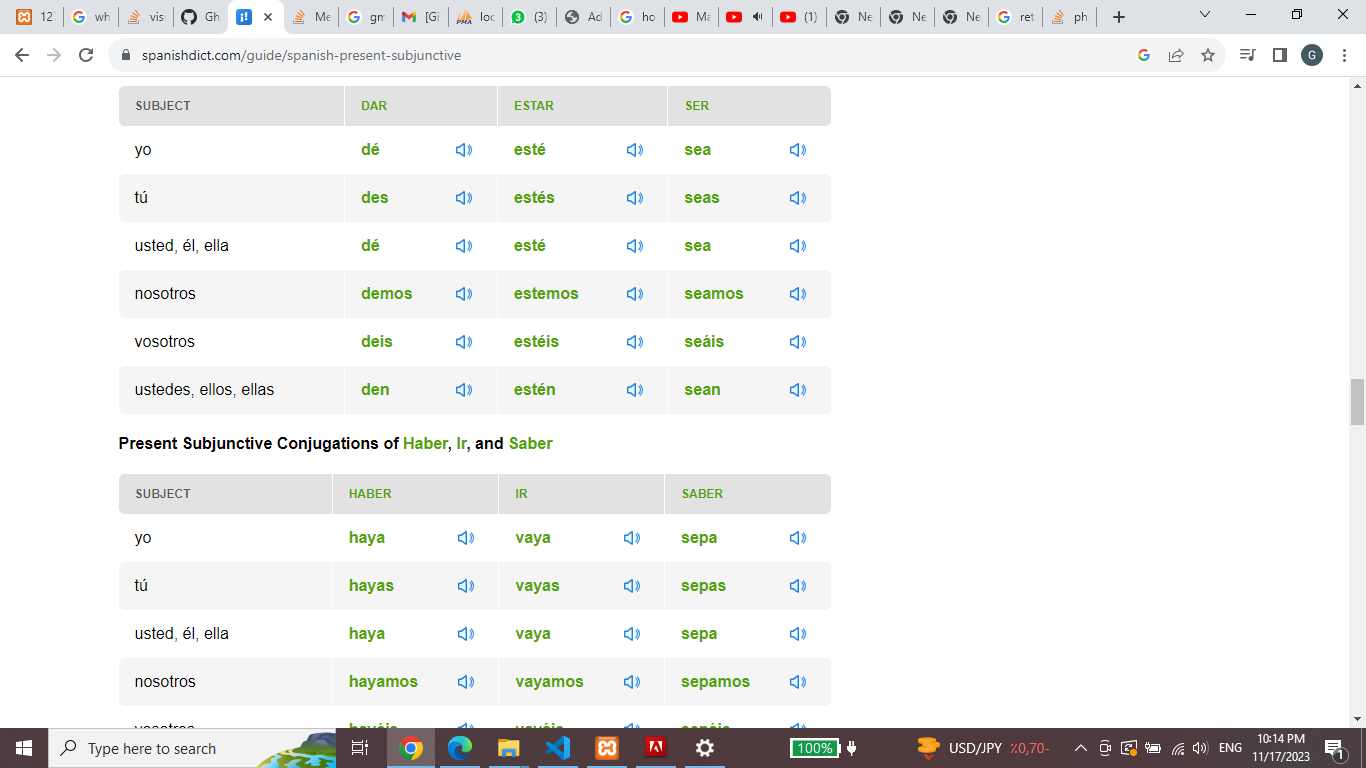 12
wh
vis
Gh
Me
gm
[Gi
loc
(3)
Ad
ho
Ma
(1)
Ne
Ne
Ne
ret
ph
spanishdict.com/guide/spanish-present-subjunctive
G
SUBJECT DAR ESTAR SER
yo dé esté sea
tú des estés seas
usted, él, ella dé esté sea
nosotros demos estemos seamos
vosotros deis estéis seáis
ustedes, ellos, ellas den estén sean
Present Subjunctive Conjugations of Haber, Ir, and Saber
SUBJECT HABER IR SABER
yo haya vaya sepa
tú hayas vayas sepas
usted, él, ella haya vaya sepa
nosotros hayamos vayamos sepamos
vosotros hayáis vayáis sepáis
Type here to search
100%
USD/JPY ٪0,70-
ENG
10:14 PM
11/17/2023
1